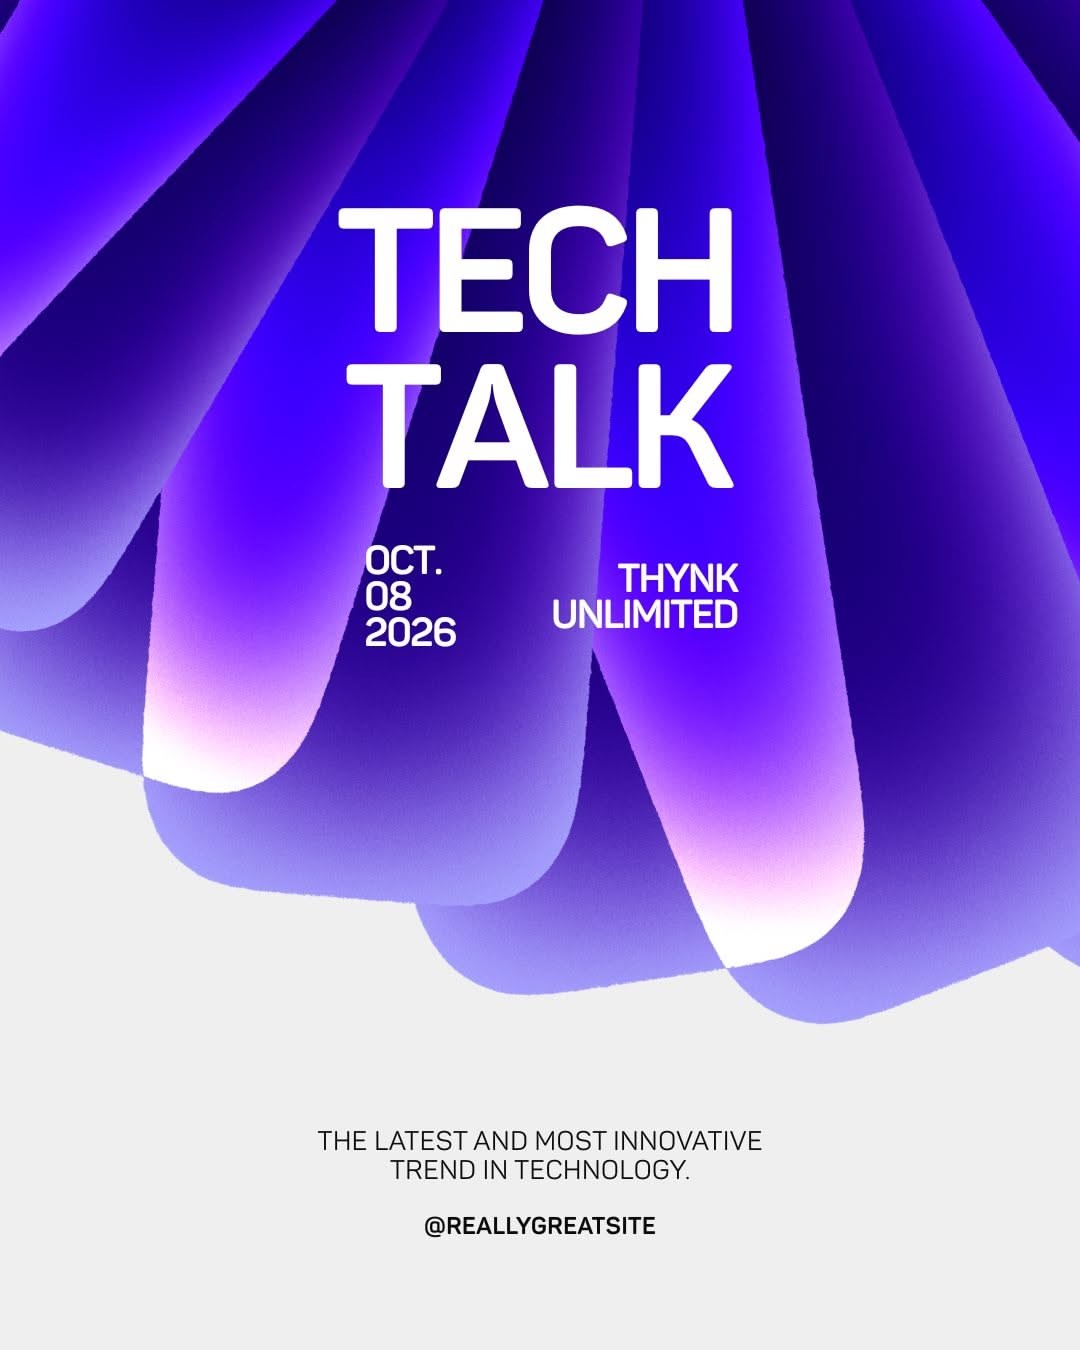 TECH
TALK
OCT.
08
2026
THYNK
UNLIMITED
THE LATEST AND MOST INNOVATIVE
TREND IN TECHNOLOGY.
@REALLYGREATSITE